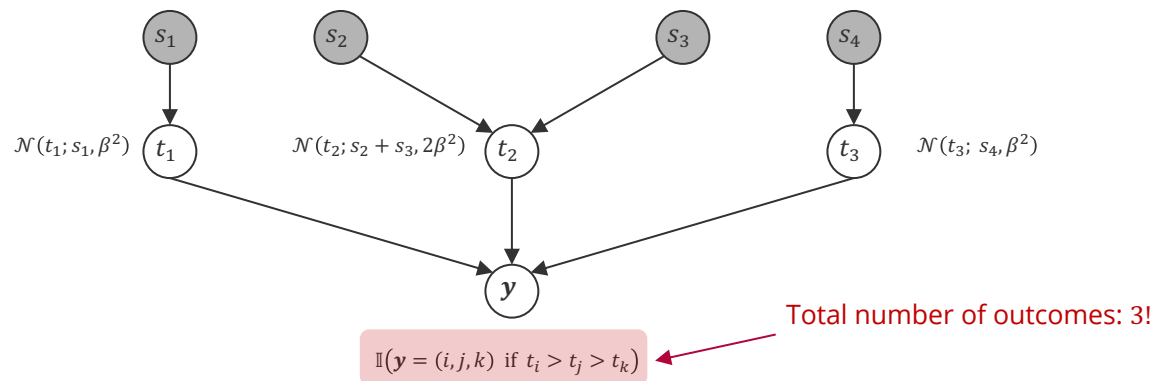 s₁ s₂ s₃ s₄
𝒩(t₁; s₁, β²) t₁ 𝒩(t₂; s₂ + s₃, 2β²) t₂ t₃ 𝒩(t₃; s₄, β²)
y
Total number of outcomes: 3!
𝕀(y = (i, j, k) if tᵢ > tⱼ > tₖ)